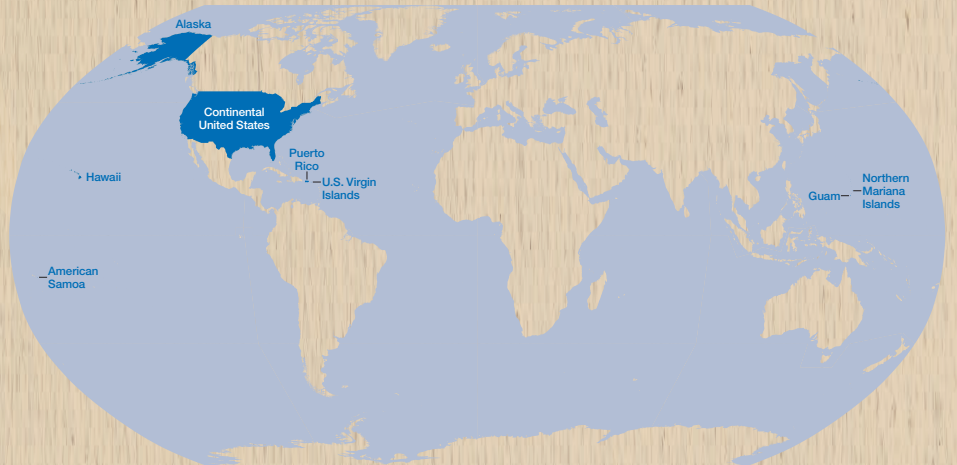 Alaska
Continental
United States
Puerto
Rico
U.S. Virgin
Islands
Hawaii
Northern
Mariana
Islands
Guam
American
Samoa